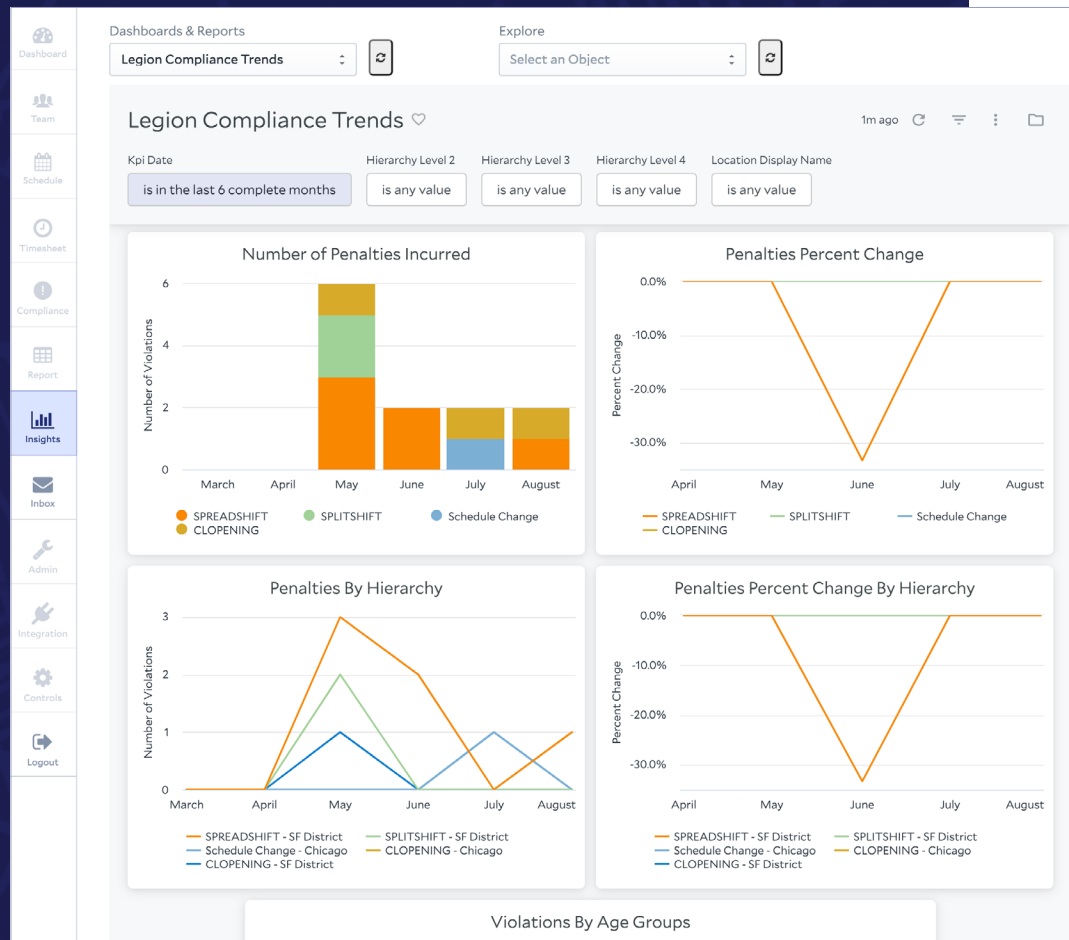 Dashboard
Team
Schedule
Timesheet
Compliance
Report
Insights
Inbox
Admin
Integration
Controls
Logout
Dashboards & Reports
Legion Compliance Trends
Explore
Select an Object
Legion Compliance Trends
1m ago
Kpi Date
is in the last 6 complete months
Hierarchy Level 2
is any value
Hierarchy Level 3
is any value
Hierarchy Level 4
is any value
Location Display Name
is any value
Number of Penalties Incurred
Number of Violations
6
4
2
0
March April May June July August
SPREADSHIFT SPLITSHIFT Schedule Change
CLOPENING
Penalties Percent Change
Percent Change
0.0%
-10.0%
-20.0%
-30.0%
April May June July August
SPREADSHIFT SPLITSHIFT Schedule Change
CLOPENING
Penalties By Hierarchy
Number of Violations
3
2
1
0
March April May June July August
SPREADSHIFT - SF District SPLITSHIFT - SF District
Schedule Change - Chicago CLOPENING - Chicago
CLOPENING - SF District
Penalties Percent Change By Hierarchy
Percent Change
0.0%
-10.0%
-20.0%
-30.0%
April May June July August
SPREADSHIFT - SF District SPLITSHIFT - SF District
Schedule Change - Chicago CLOPENING - Chicago
CLOPENING - SF District
Violations By Age Groups